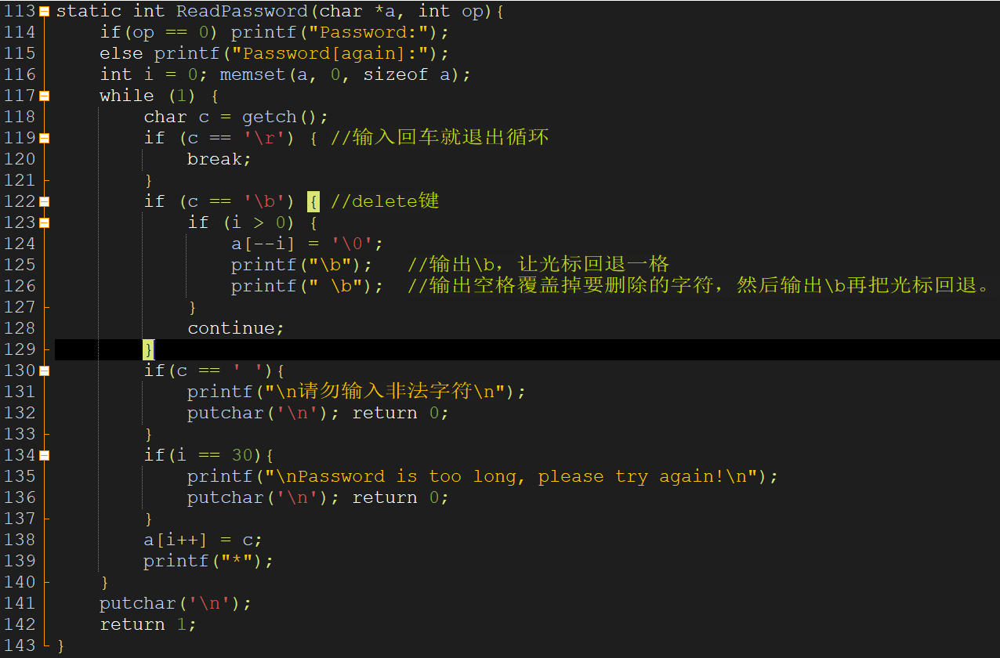 113 static int ReadPassword(char *a, int op){
114     if(op == 0) printf("Password:");
115     else printf("Password[again]:");
116     int i = 0; memset(a, 0, sizeof a);
117     while (1) {
118         char c = getch();
119         if (c == '\r') { //输入回车就退出循环
120             break;
121         }
122         if (c == '\b') { //delete键
123             if (i > 0) {
124                 a[--i] = '\0';
125                 printf("\b");   //输出\b，让光标回退一格
126                 printf(" \b");  //输出空格覆盖掉要删除的字符，然后输出\b再把光标回退。
127             }
128             continue;
129         }
130         if(c == ' '){
131             printf("\n请勿输入非法字符\n");
132             putchar('\n'); return 0;
133         }
134         if(i == 30){
135             printf("\nPassword is too long, please try again!\n");
136             putchar('\n'); return 0;
137         }
138         a[i++] = c;
139         printf("*");
140     }
141     putchar('\n');
142     return 1;
143 }